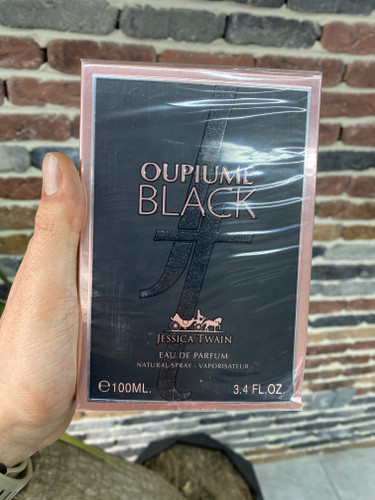 OUPIUME
BLACK
JESSICA TWAIN
EAU DE PARFUM
NATURAL-SPRAY - VAPORISATEUR
℮100ML.
3.4 FL.OZ.